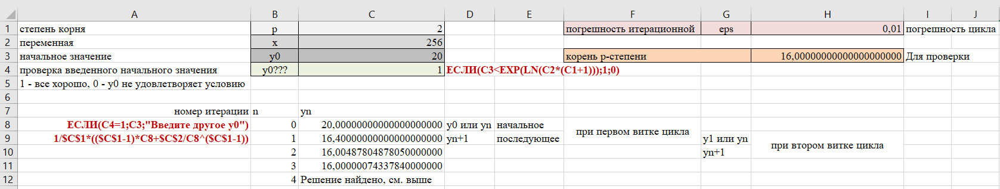 A B C D E F G H I J
1 степень корня p 2 погрешность итерационной eps 0,01 погрешность цикла
2 переменная x 256
3 начальное значение y0 20 корень p-степени 16,00000000000000000000 Для проверки
4 проверка введенного начального значения y0??? 1 ЕСЛИ(C3<EXP(LN(C2*(C1+1)));1;0)
5 1 - все хорошо, 0 - y0 не удовлетворяет условию
6
7 номер итерации n yn
8 ЕСЛИ(C4=1;C3;"Введите другое y0") 0 20,00000000000000000000 y0 или yn начальное при первом витке цикла
9 1/$C$1*(($C$1-1)*C8+$C$2/C8^($C$1-1)) 1 16,40000000000000000000 yn+1 последующее y1 или yn при втором витке цикла
10 2 16,00487804878050000000 yn+1
11 3 16,00000074337840000000
12 4 Решение найдено, см. выше